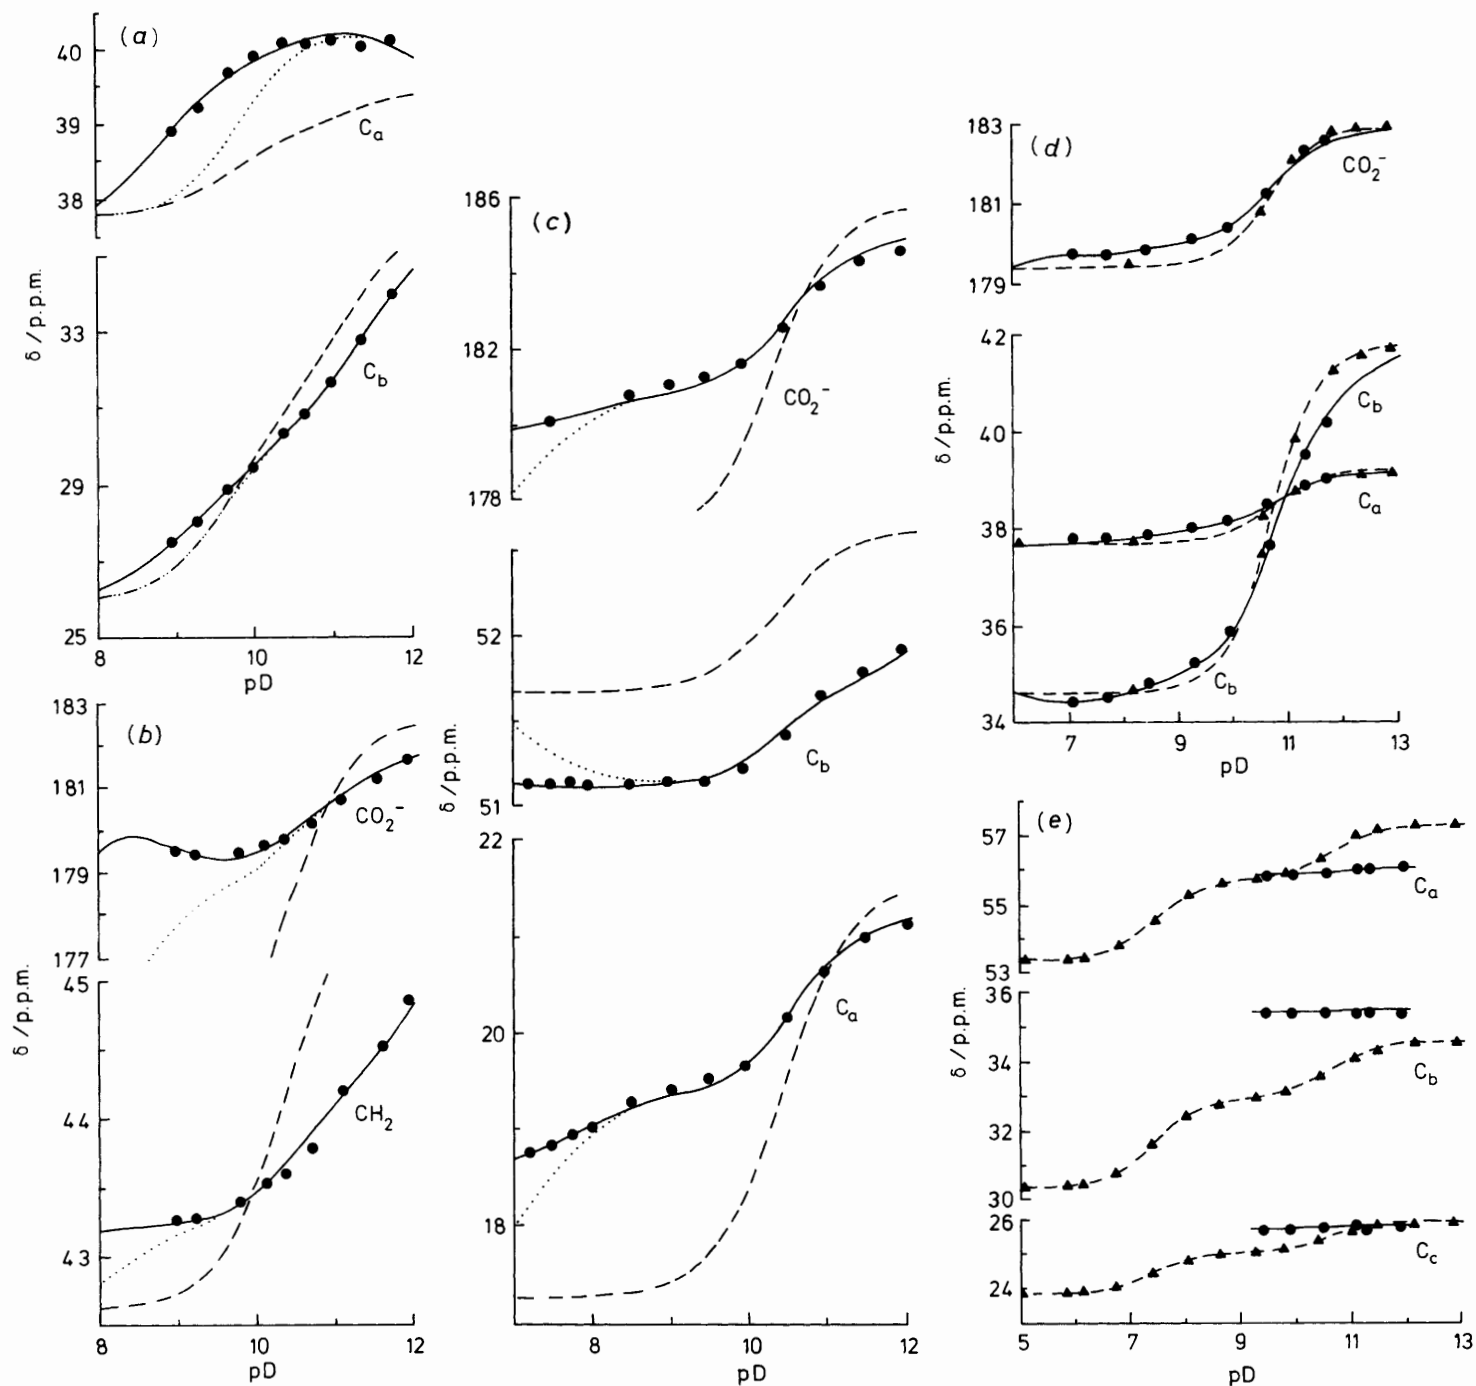 (a)
40
39
38
Ca
δ / p.p.m.
33
29
25
Cb
8 10 12
pD
(b)
183
181
179
177
CO2−
δ / p.p.m.
45
44
43
CH2
8 10 12
pD
(c)
186
182
178
CO2−
δ / p.p.m.
52
51
Cb
22
20
18
Ca
8 10 12
pD
(d)
183
181
179
CO2−
δ / p.p.m.
42
40
38
36
34
Cb
Ca
Cb
7 9 11 13
pD
(e)
57
55
53
Ca
δ / p.p.m.
36
34
32
30
Cb
26
24
Cc
5 7 9 11 13
pD